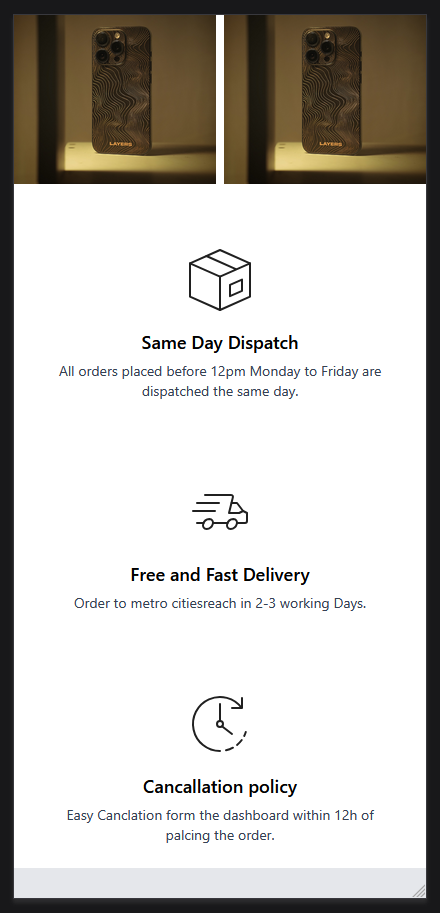 LAYERS
LAYERS
Same Day Dispatch
All orders placed before 12pm Monday to Friday are
dispatched the same day.
Free and Fast Delivery
Order to metro citiesreach in 2-3 working Days.
Cancallation policy
Easy Canclation form the dashboard within 12h of
palcing the order.